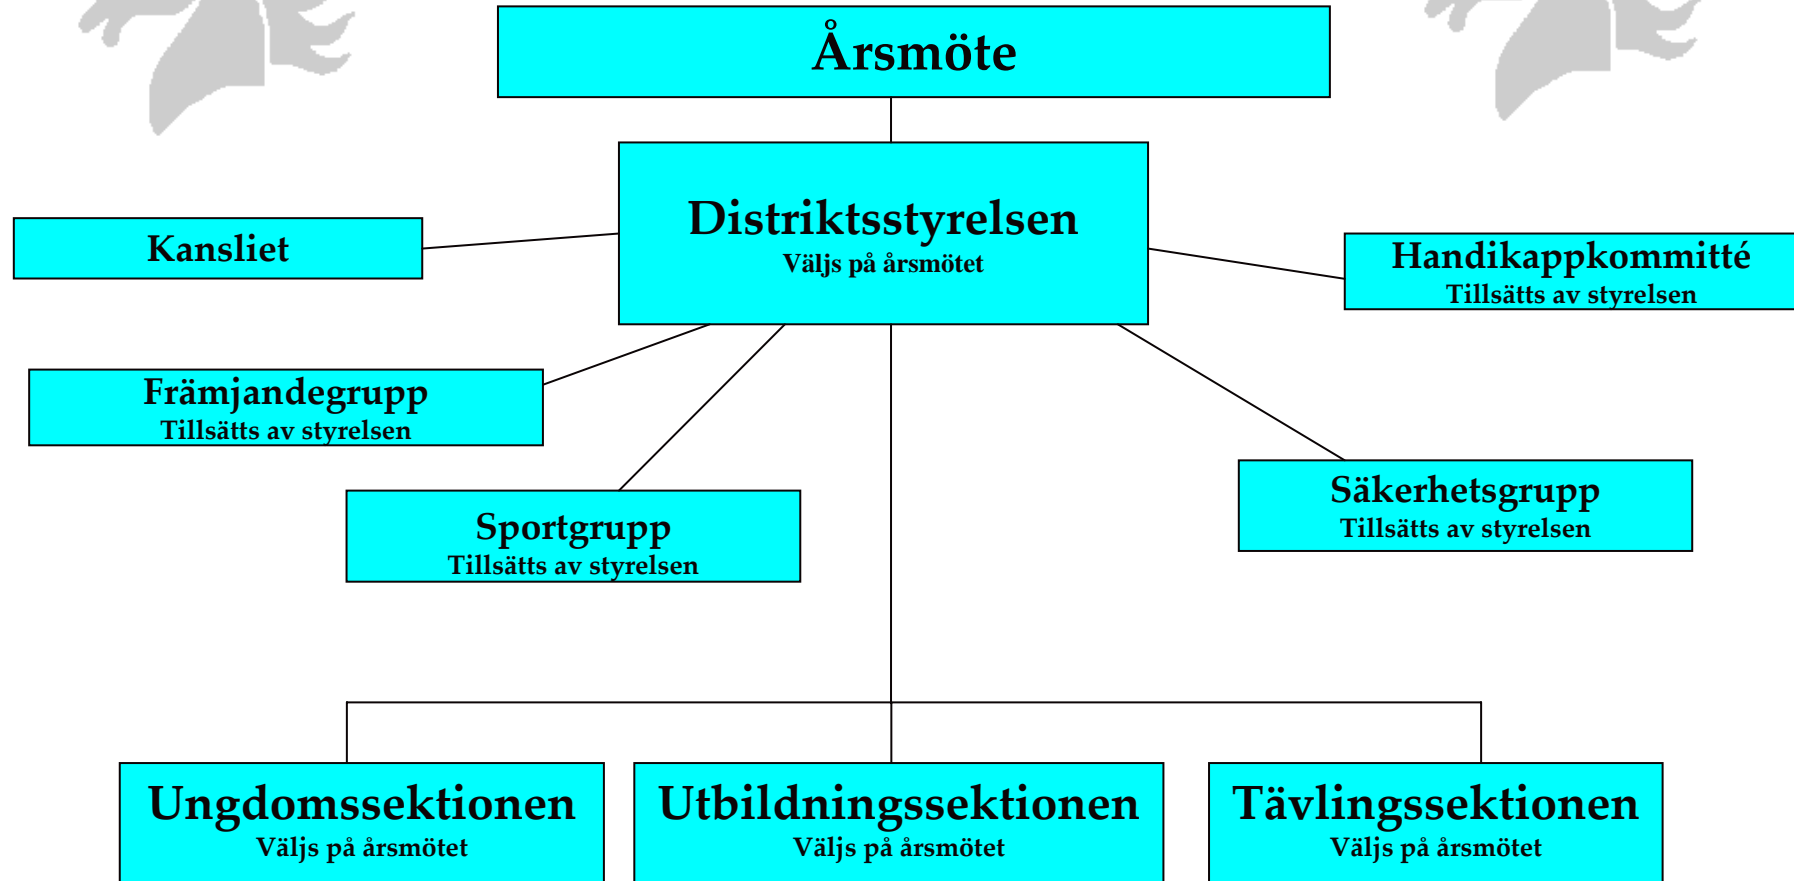 Årsmöte
Distriktsstyrelsen
Väljs på årsmötet
Kansliet
Handikappkommitté
Tillsätts av styrelsen
Främjandegrupp
Tillsätts av styrelsen
Sportgrupp
Tillsätts av styrelsen
Säkerhetsgrupp
Tillsätts av styrelsen
Ungdomssektionen
Väljs på årsmötet
Utbildningssektionen
Väljs på årsmötet
Tävlingssektionen
Väljs på årsmötet